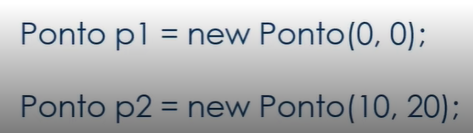 Ponto p1 = new Ponto(0, 0);
Ponto p2 = new Ponto(10, 20);